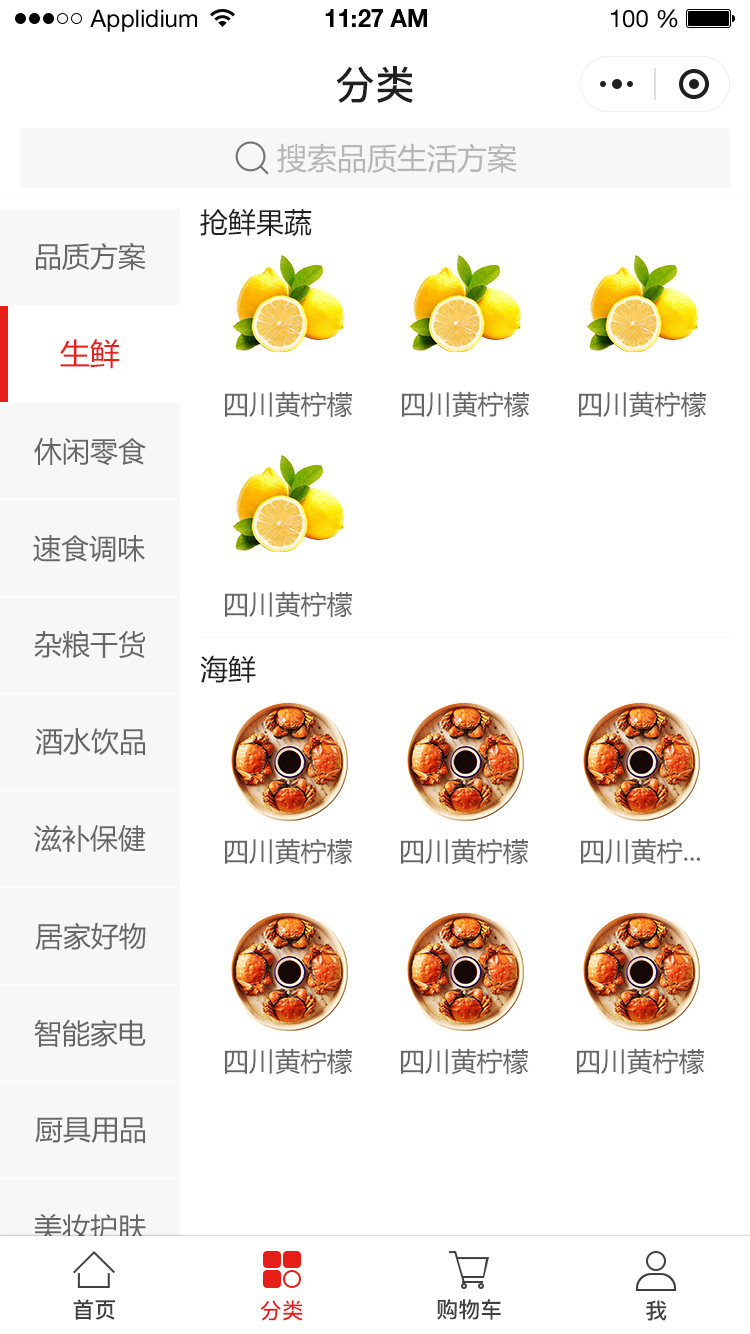 Applidium 11:27 AM 100 %
分类
搜索品质生活方案
品质方案
生鲜
休闲零食
速食调味
杂粮干货
酒水饮品
滋补保健
居家好物
智能家电
厨具用品
美妆护肤
抢鲜果蔬
四川黄柠檬 四川黄柠檬 四川黄柠檬
四川黄柠檬
海鲜
四川黄柠檬 四川黄柠檬 四川黄柠...
四川黄柠檬 四川黄柠檬 四川黄柠檬
首页 分类 购物车 我